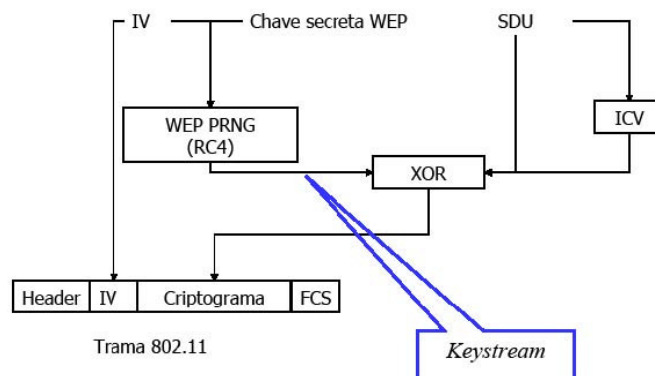 IV Chave secreta WEP SDU
WEP PRNG
(RC4)
ICV
XOR
Header IV Criptograma FCS
Trama 802.11
Keystream